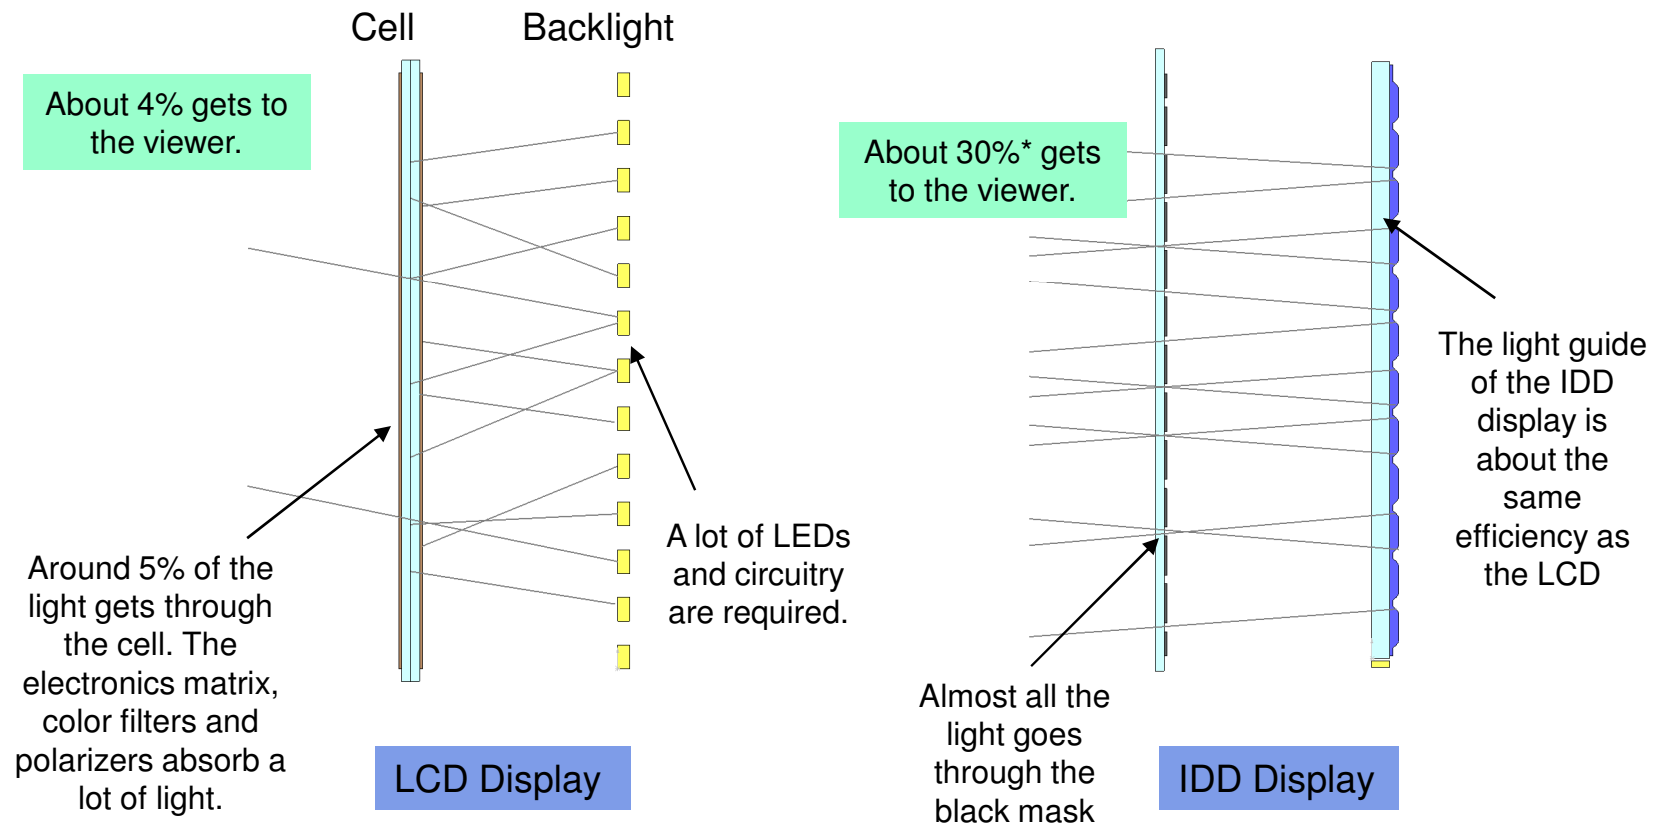 Cell
Backlight
About 4% gets to
the viewer.
Around 5% of the
light gets through
the cell. The
electronics matrix,
color filters and
polarizers absorb a
lot of light.
A lot of LEDs
and circuitry
are required.
LCD Display
About 30%* gets
to the viewer.
The light guide
of the IDD
display is
about the
same
efficiency as
the LCD
Almost all the
light goes
through the
black mask
IDD Display